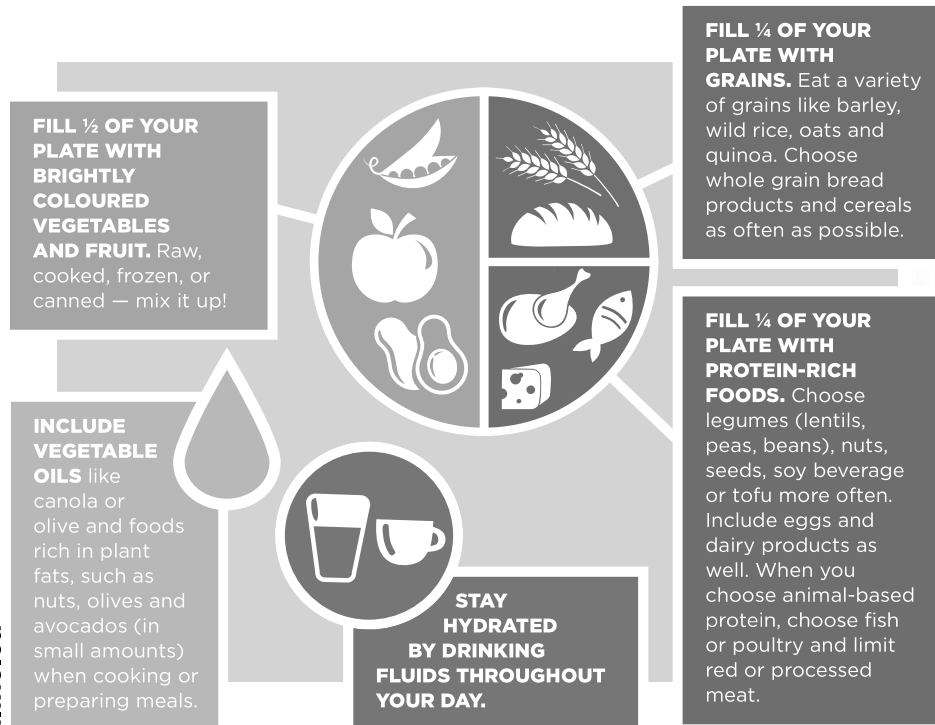 FILL ½ OF YOUR
PLATE WITH
BRIGHTLY
COLOURED
VEGETABLES
AND FRUIT. Raw,
cooked, frozen, or
canned — mix it up!
FILL ¼ OF YOUR
PLATE WITH
GRAINS. Eat a variety
of grains like barley,
wild rice, oats and
quinoa. Choose
whole grain bread
products and cereals
as often as possible.
FILL ¼ OF YOUR
PLATE WITH
PROTEIN-RICH
FOODS. Choose
legumes (lentils,
peas, beans), nuts,
seeds, soy beverage
or tofu more often.
Include eggs and
dairy products as
well. When you
choose animal-based
protein, choose fish
or poultry and limit
red or processed
meat.
INCLUDE
VEGETABLE
OILS like
canola or
olive and foods
rich in plant
fats, such as
nuts, olives and
avocados (in
small amounts)
when cooking or
preparing meals.
STAY
HYDRATED
BY DRINKING
FLUIDS THROUGHOUT
YOUR DAY.